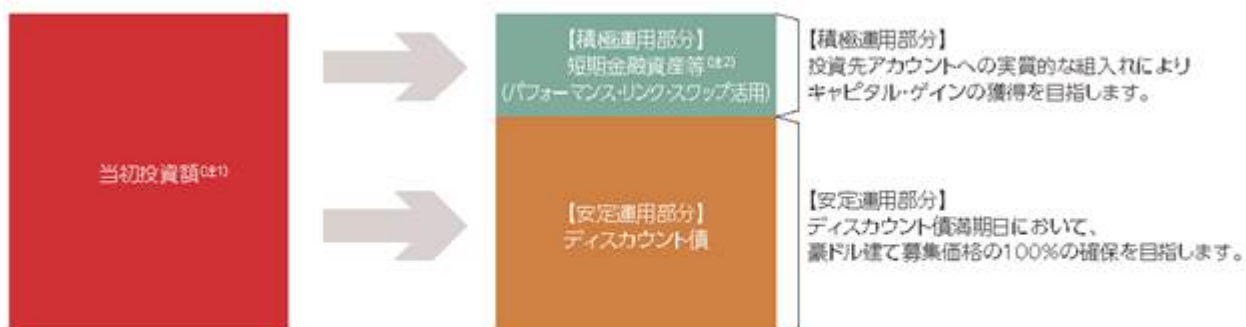 当初投資額(注1)
【積極運用部分】
短期金融資産等(注2)
(パフォーマンス・リンク・スワップ活用)
【安定運用部分】
ディスカウント債
【積極運用部分】
投資先アカウントへの実質的な組入れにより
キャピタル・ゲインの獲得を目指します。
【安定運用部分】
ディスカウント債満期日において、
豪ドル建て募集価格の100%の確保を目指します。